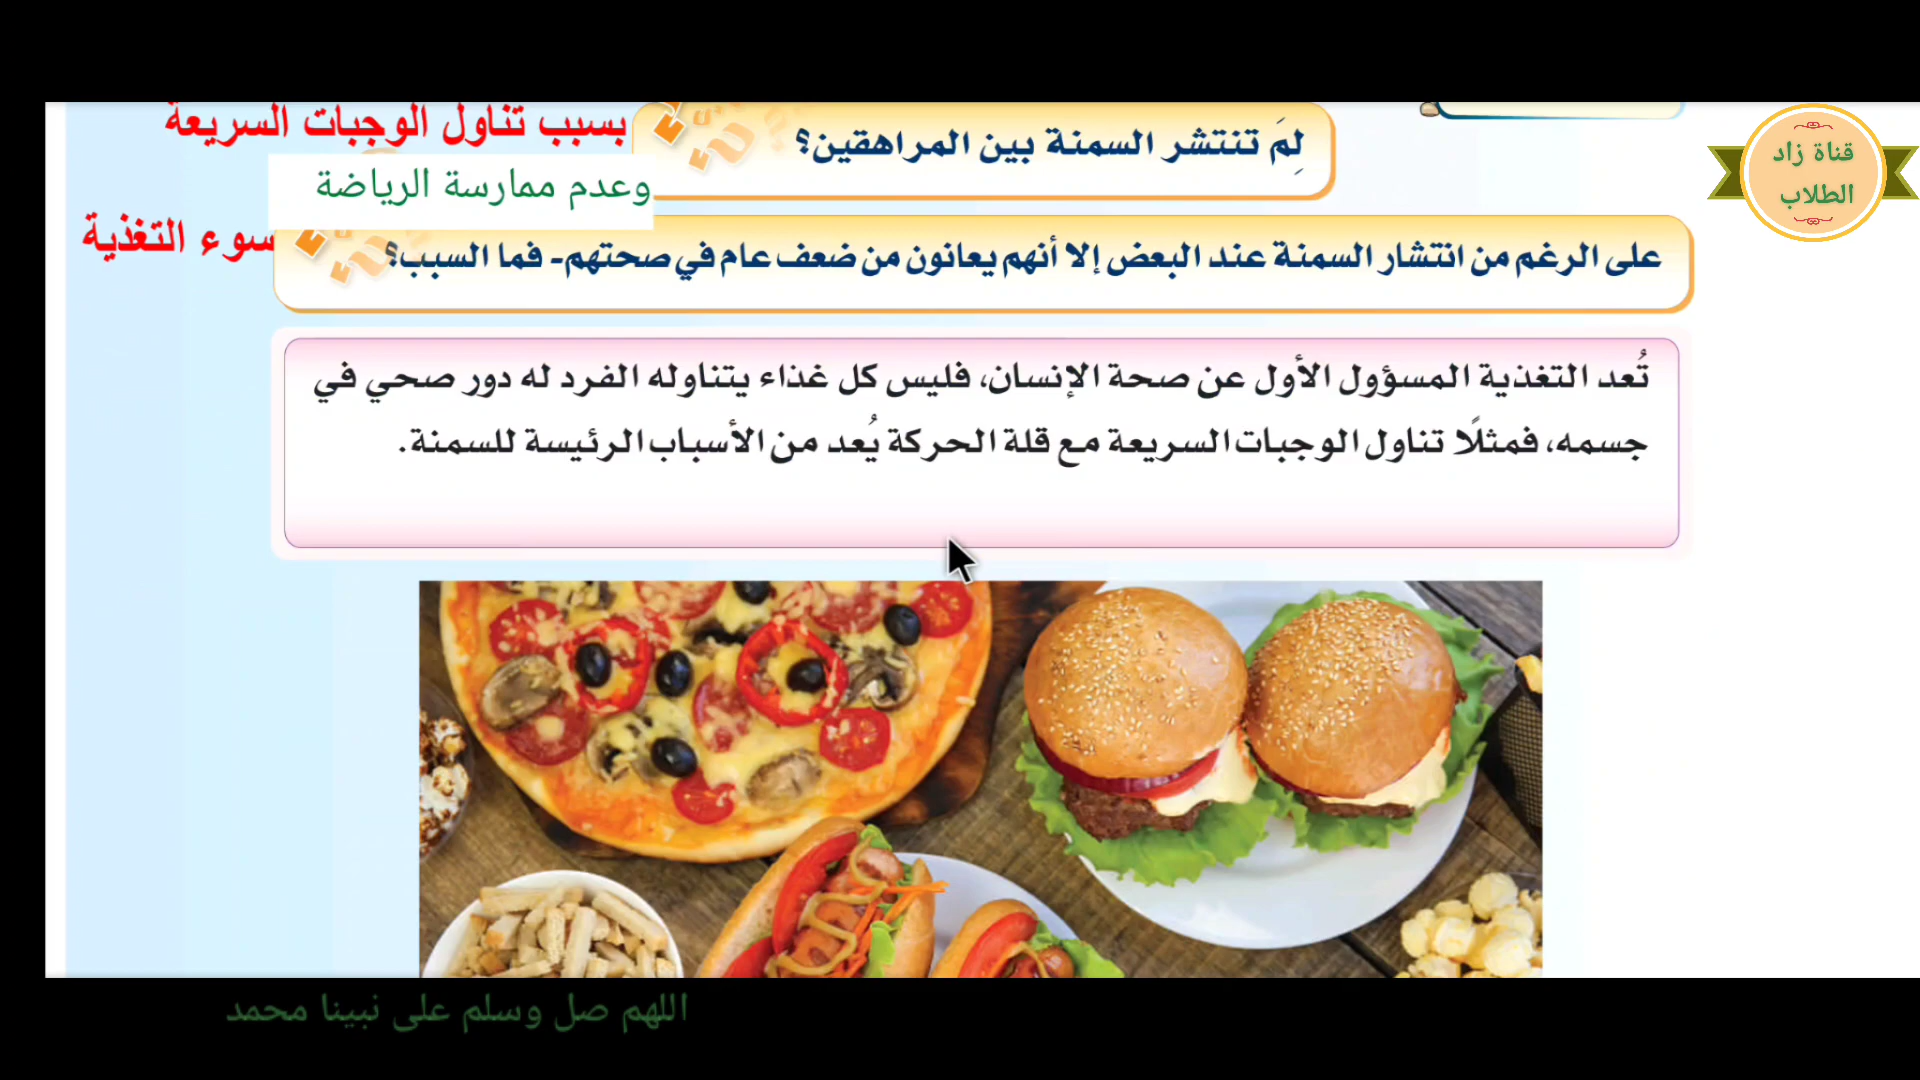 لِمَ تنتشر السمنة بين المراهقين؟
بسبب تناول الوجبات السريعة
وعدم ممارسة الرياضة
على الرغم من انتشار السمنة عند البعض إلا أنهم يعانون من ضعف عام في صحتهم- فما السبب؟
سوء التغذية
تُعد التغذية المسؤول الأول عن صحة الإنسان، فليس كل غذاء يتناوله الفرد له دور صحي في
جسمه، فمثلًا تناول الوجبات السريعة مع قلة الحركة يُعد من الأسباب الرئيسة للسمنة.
قناة زاد
الطلاب
اللهم صل وسلم على نبينا محمد